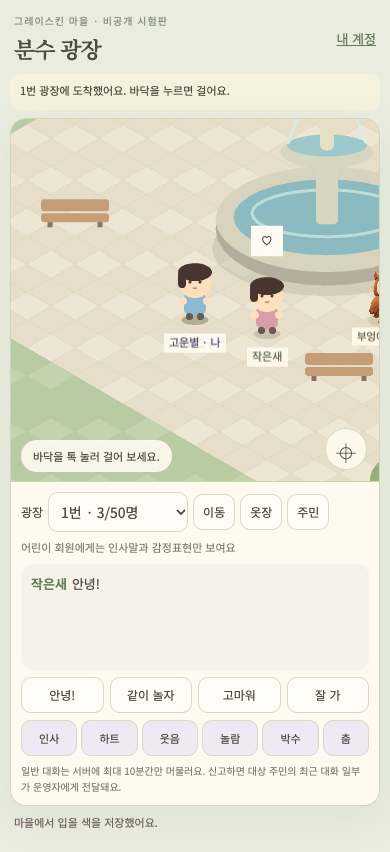 그레이스킨 마을 · 비공개 시험판
분수 광장
내 계정
1번 광장에 도착했어요. 바닥을 누르면 걸어요.
고운별 · 나
작은새
부엉이
바닥을 톡 눌러 걸어 보세요.
광장
1번 · 3/50명
이동
옷장
주민
어린이 회원에게는 인사말과 감정표현만 보여요
작은새 안녕!
안녕!
같이 놀자
고마워
잘 가
인사
하트
웃음
놀람
박수
춤
일반 대화는 서버에 최대 10분간만 머물러요. 신고하면 대상 주민의 최근 대화 일부
가 운영자에게 전달돼요.
마을에서 입을 색을 저장했어요.